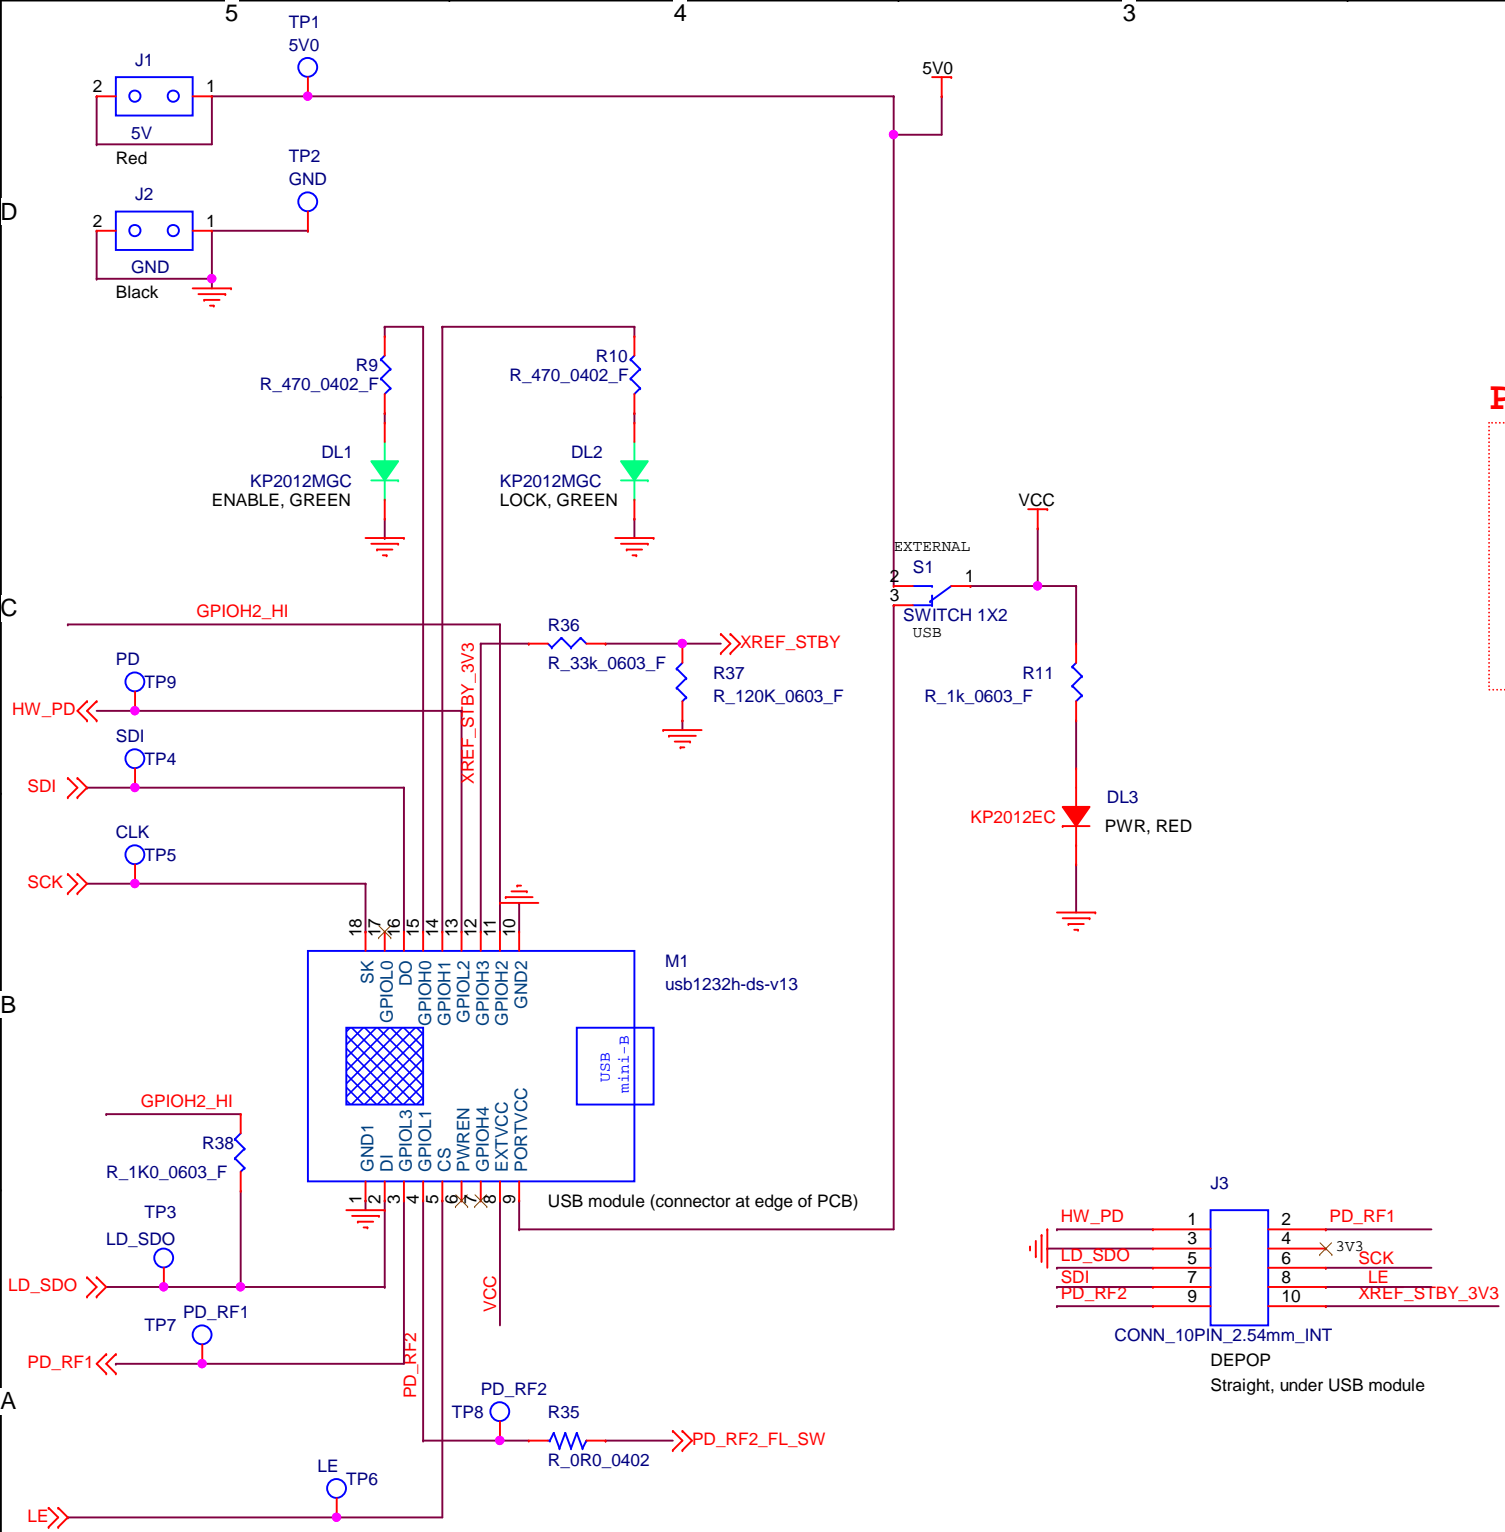 5
4
3
TP1
5V0
J1
2
1
5V
Red
5V0
TP2
GND
J2
D
2
1
GND
Black
R9
R_470_0402_F
R10
R_470_0402_F
P
DL1
KP2012MGC
ENABLE, GREEN
DL2
KP2012MGC
LOCK, GREEN
VCC
EXTERNAL
S1
2
1
3
SWITCH 1X2
USB
C
GPIOH2_HI
R36
R_33k_0603_F
XREF_STBY
XREF_STBY_3V3
R37
R_120K_0603_F
R11
R_1k_0603_F
PD
TP9
HW_PD
SDI
TP4
SDI
CLK
TP5
SCK
DL3
KP2012EC
PWR, RED
18
17
16
15
14
13
12
11
10
SK
GPIOL0
DO
GPIOH0
GPIOH1
GPIOL2
GPIOH3
GPIOH2
GND2
M1
usb1232h-ds-v13
B
USB
mini-B
GND1
DI
GPIOL3
GPIOL1
CS
PWREN
GPIOH4
EXTVCC
PORTVCC
1
2
3
4
5
6
7
8
9
USB module (connector at edge of PCB)
GPIOH2_HI
R38
R_1K0_0603_F
TP3
LD_SDO
LD_SDO
VCC
PD_RF1
TP7
PD_RF1
PD_RF2
J3
HW_PD
1
2
PD_RF1
3
4
3V3
LD_SDO
5
6
SCK
SDI
7
8
LE
PD_RF2
9
10
XREF_STBY_3V3
CONN_10PIN_2.54mm_INT
DEPOP
Straight, under USB module
A
PD_RF2
TP8
R35
R_0R0_0402
PD_RF2_FL_SW
LE
TP6
LE